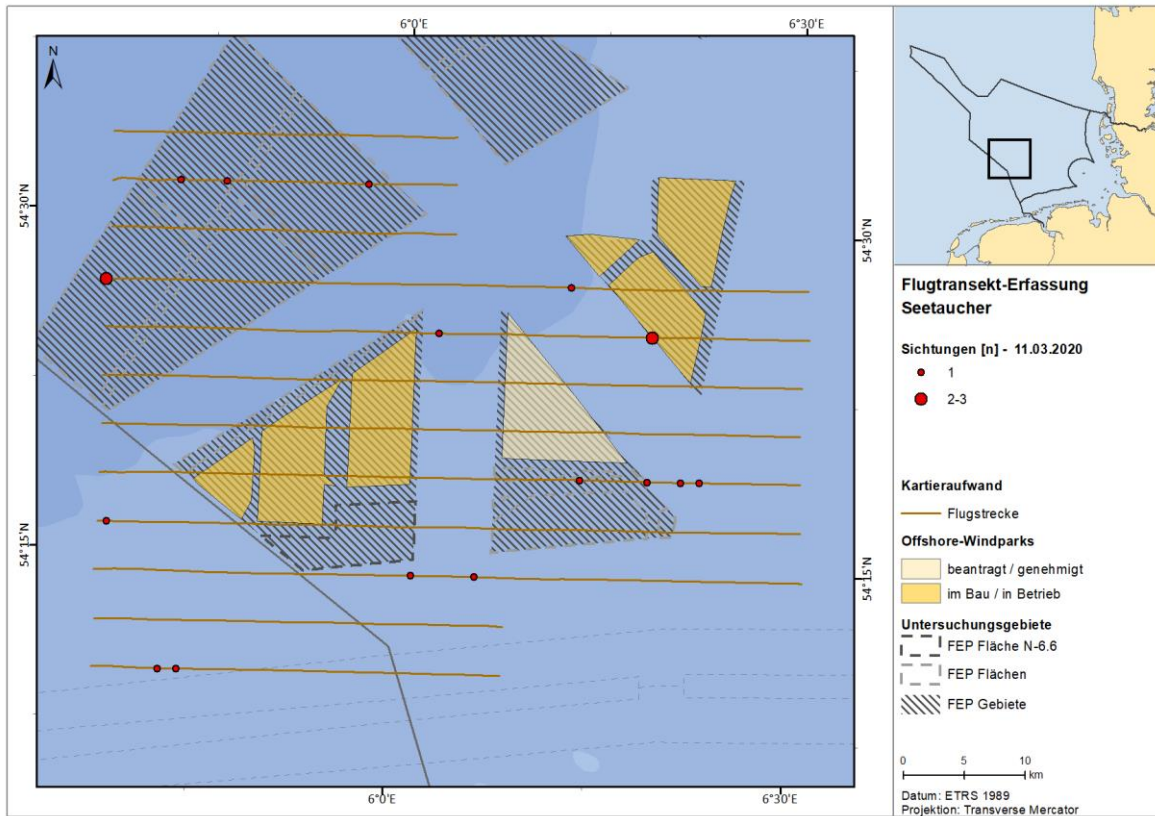 6°0'E
6°30'E
N
54°30'N
54°30'N
54°15'N
54°15'N
6°0'E
6°30'E
Flugtransekt-Erfassung
Seetaucher
Sichtungen [n] - 11.03.2020
1
2-3
Kartieraufwand
Flugstrecke
Offshore-Windparks
beantragt / genehmigt
im Bau / in Betrieb
Untersuchungsgebiete
FEP Fläche N-6.6
FEP Flächen
FEP Gebiete
0 5 10
km
Datum: ETRS 1989
Projektion: Transverse Mercator